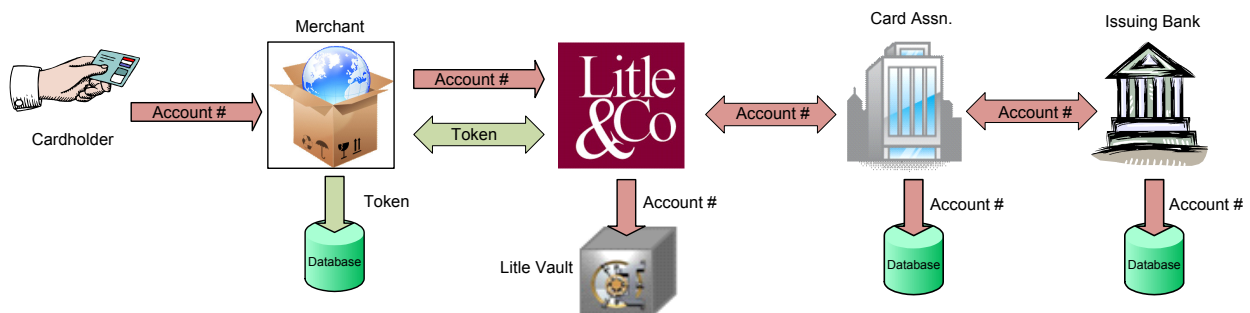 Merchant
Card Assn.
Issuing Bank
Cardholder
Account #
Account #
Token
Litle
&Co
Account #
Account #
Token
Account #
Account #
Account #
Database
Litle Vault
Database
Database